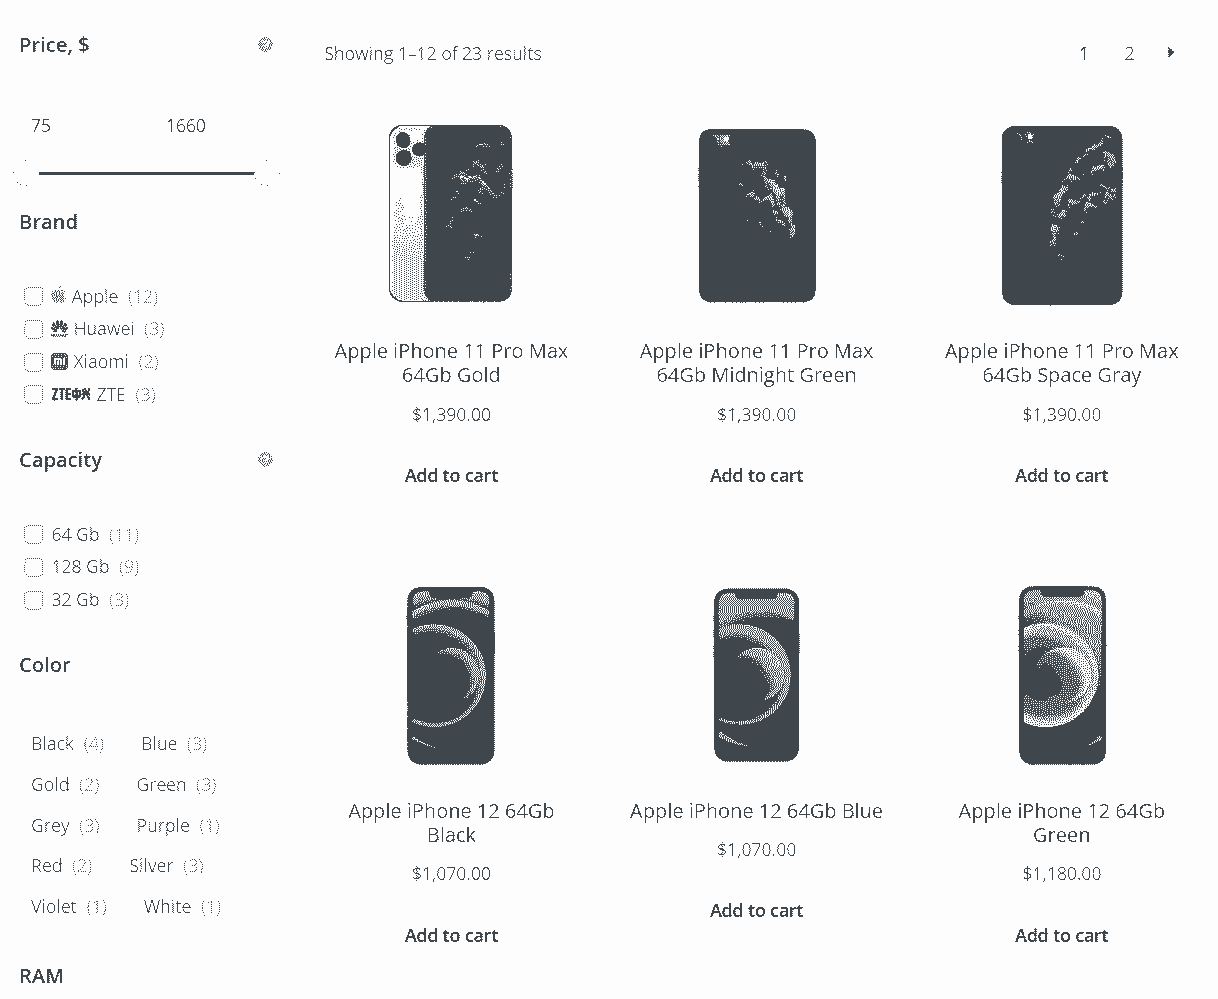 Price, $
75 1660
Brand
Apple (12)
Huawei (3)
mi Xiaomi (2)
ZTE中兴 ZTE (3)
Capacity
64 Gb (11)
128 Gb (9)
32 Gb (3)
Color
Black (4) Blue (3)
Gold (2) Green (3)
Grey (3) Purple (1)
Red (2) Silver (3)
Violet (1) White (1)
RAM
Showing 1–12 of 23 results
1 2
Apple iPhone 11 Pro Max
64Gb Gold
$1,390.00
Add to cart
Apple iPhone 11 Pro Max
64Gb Midnight Green
$1,390.00
Add to cart
Apple iPhone 11 Pro Max
64Gb Space Gray
$1,390.00
Add to cart
Apple iPhone 12 64Gb
Black
$1,070.00
Add to cart
Apple iPhone 12 64Gb Blue
$1,070.00
Add to cart
Apple iPhone 12 64Gb
Green
$1,180.00
Add to cart